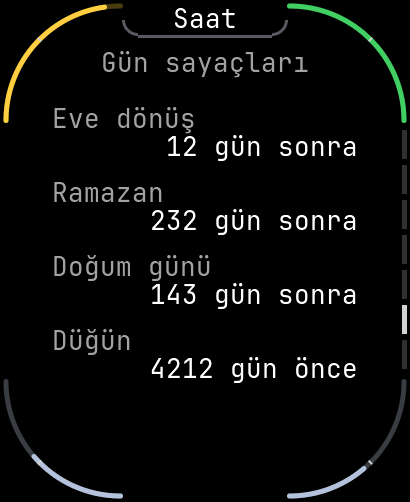 Saat
Gün sayaçları
Eve dönüş
12 gün sonra
Ramazan
232 gün sonra
Doğum günü
143 gün sonra
Düğün
4212 gün önce